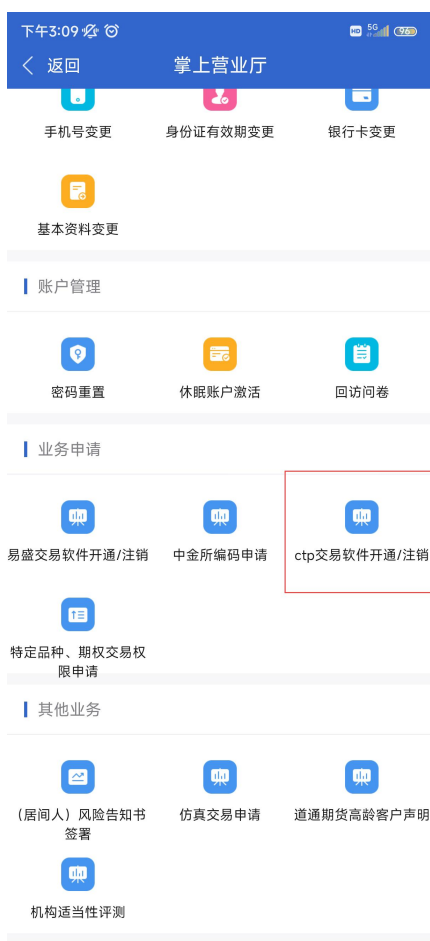 下午3:09 HD 5G 96
返回 掌上营业厅
手机号变更 身份证有效期变更 银行卡变更
基本资料变更
账户管理
密码重置 休眠账户激活 回访问卷
业务申请
易盛交易软件开通/注销 中金所编码申请 ctp交易软件开通/注销
特定品种、期权交易权
限申请
其他业务
（居间人）风险告知书 仿真交易申请 道通期货高龄客户声明
签署
机构适当性评测